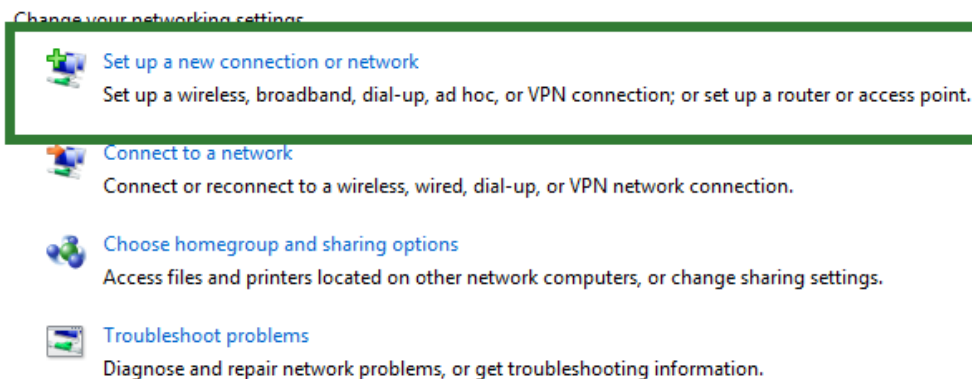 Change your networking settings
Set up a new connection or network
Set up a wireless, broadband, dial-up, ad hoc, or VPN connection; or set up a router or access point.
Connect to a network
Connect or reconnect to a wireless, wired, dial-up, or VPN network connection.
Choose homegroup and sharing options
Access files and printers located on other network computers, or change sharing settings.
Troubleshoot problems
Diagnose and repair network problems, or get troubleshooting information.